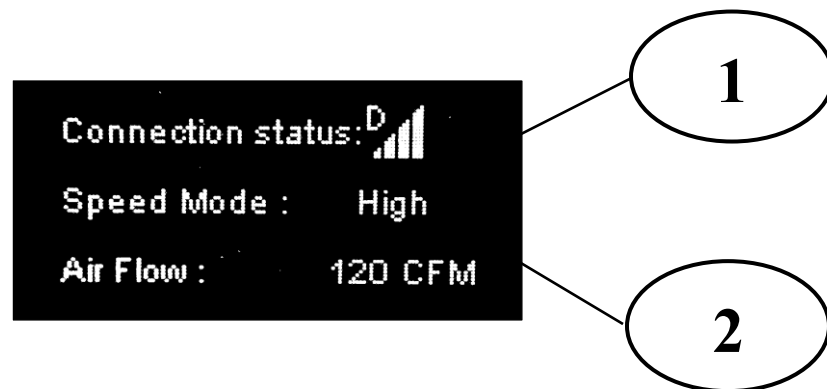 Connection status: D
Speed Mode : High
Air Flow : 120 CFM
1
2